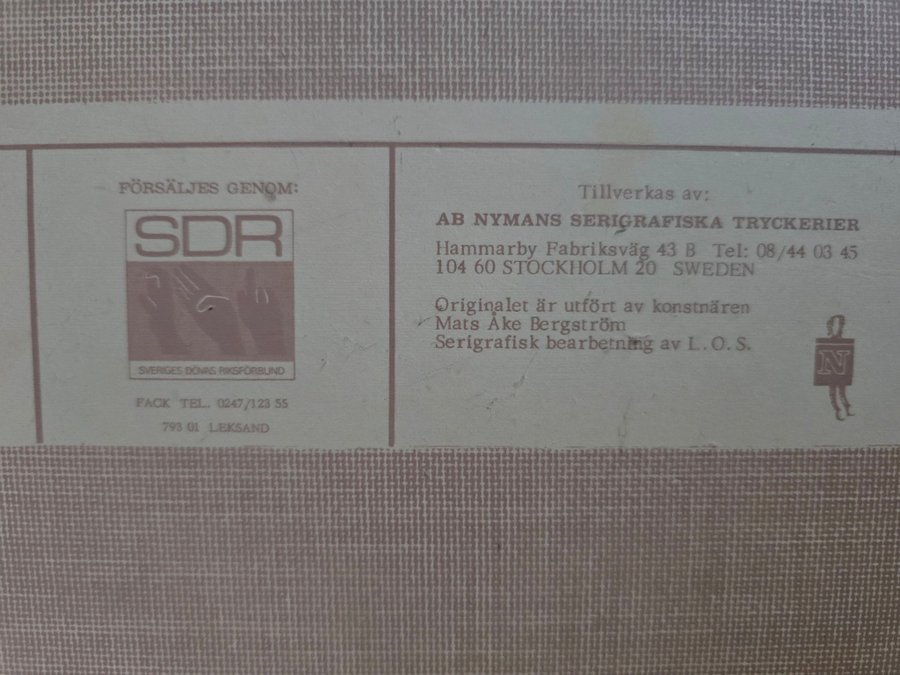 FÖRSÄLJES GENOM:
SDR
SVERIGES DÖVAS RIKSFÖRBUND
FACK TEL. 0247/123 55
793 01 LEKSAND
Tillverkas av:
AB NYMANS SERIGRAFISKA TRYCKERIER
Hammarby Fabriksväg 43 B Tel: 08/44 03 45
104 60 STOCKHOLM 20 SWEDEN
Originalet är utfört av konstnären
Mats Åke Bergström
Serigrafisk bearbetning av L.O.S.
N